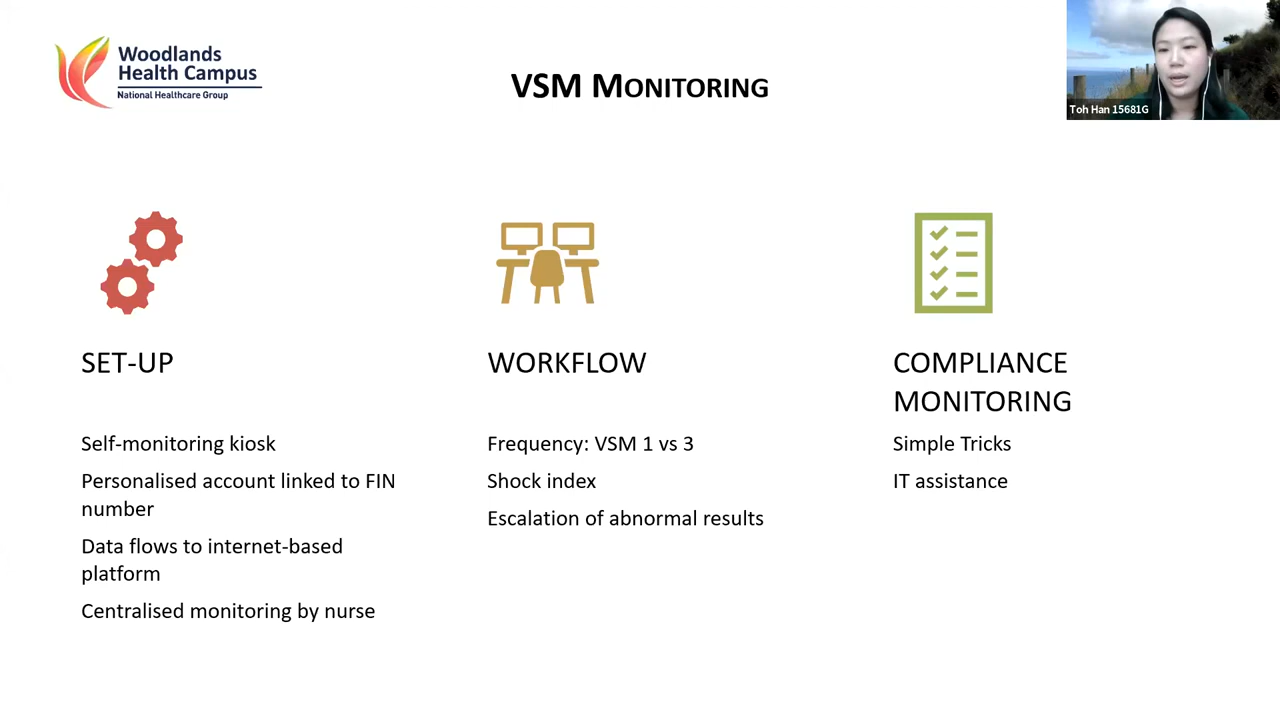 Woodlands
Health Campus
National Healthcare Group
VSM MONITORING
Toh Han 15681G
SET-UP
Self-monitoring kiosk
Personalised account linked to FIN
number
Data flows to internet-based
platform
Centralised monitoring by nurse
WORKFLOW
Frequency: VSM 1 vs 3
Shock index
Escalation of abnormal results
COMPLIANCE
MONITORING
Simple Tricks
IT assistance